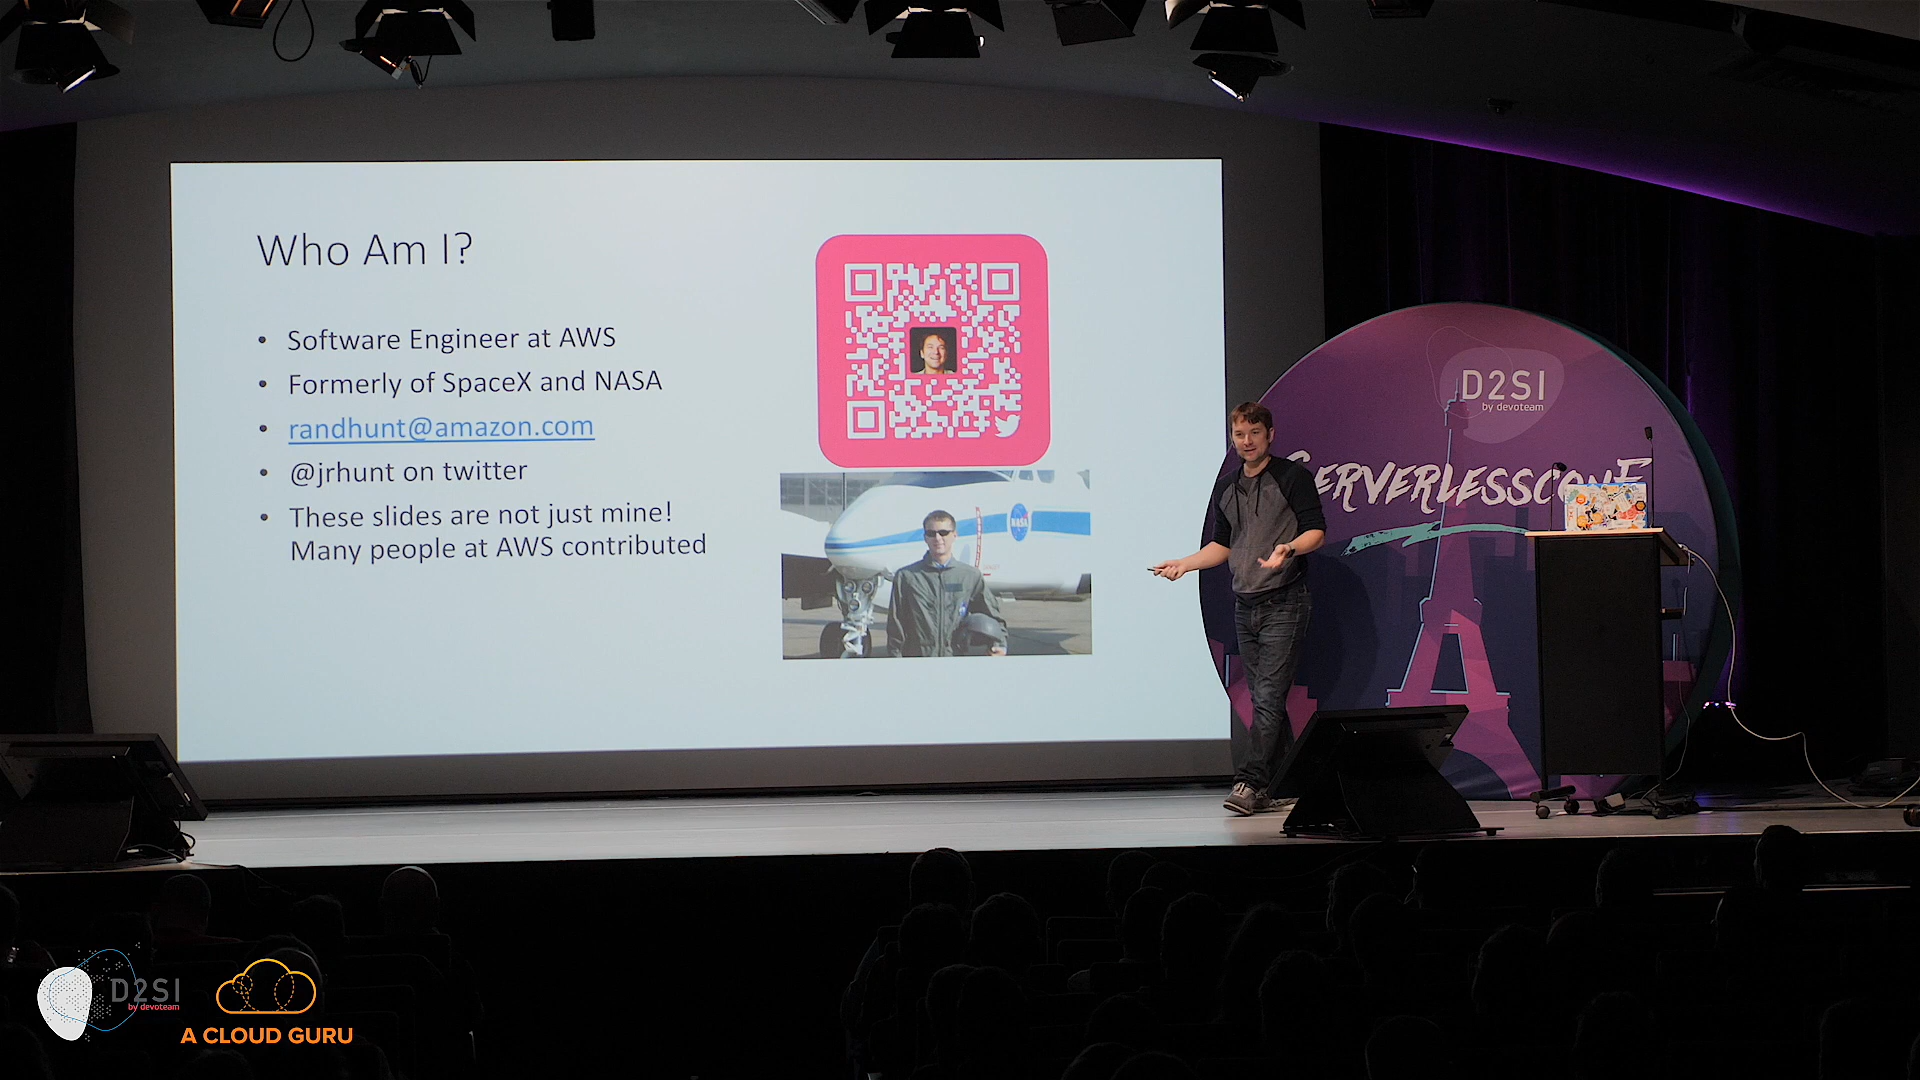 Who Am I?
• Software Engineer at AWS
• Formerly of SpaceX and NASA
• randhunt@amazon.com
• @jrhunt on twitter
• These slides are not just mine!
Many people at AWS contributed
NASA
D2SI
by devoteam
SERVERLESSCONF
D2SI
by devoteam
A CLOUD GURU